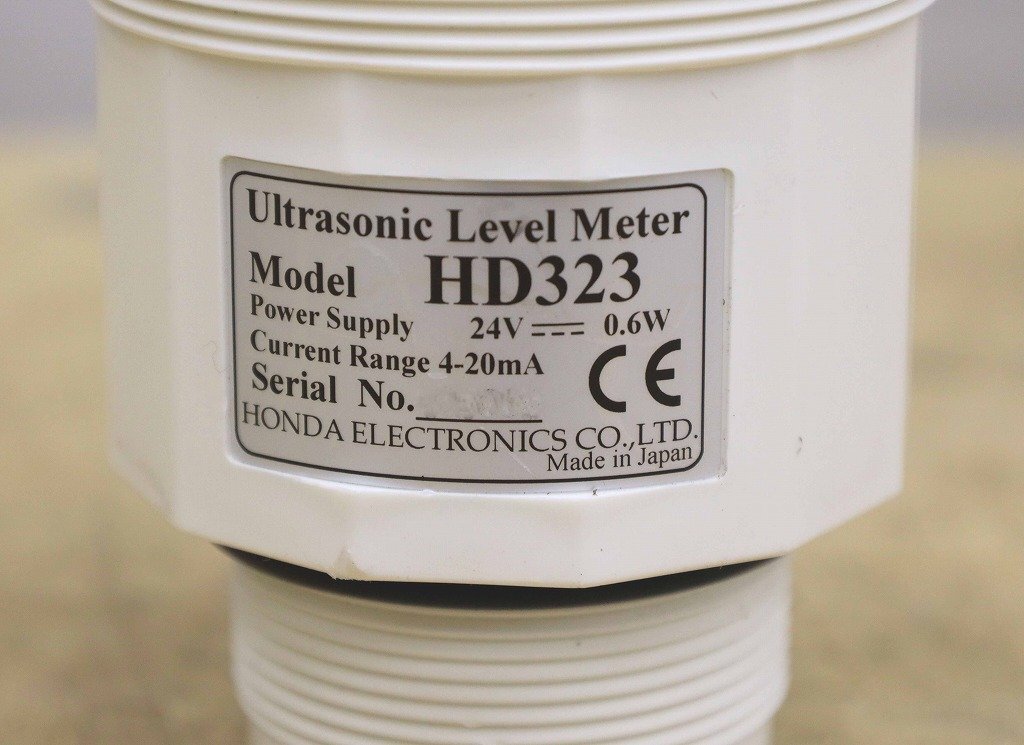 Ultrasonic Level Meter
Model HD323
Power Supply 24V ⎓ 0.6W
Current Range 4-20mA
CE
Serial No.
HONDA ELECTRONICS CO.,LTD.
Made in Japan